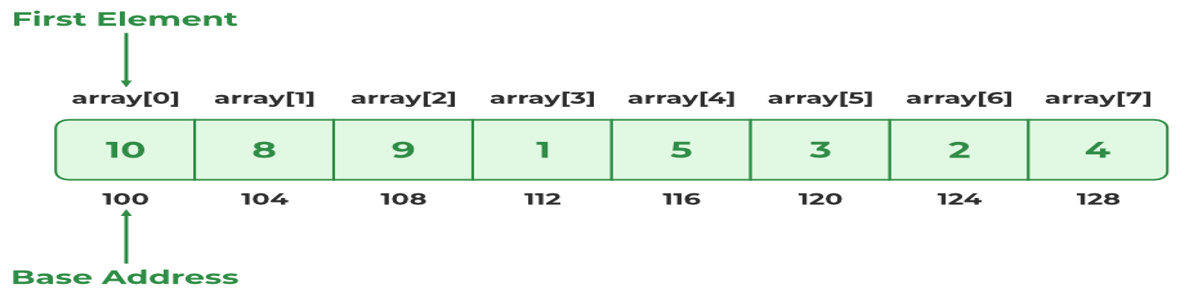 First Element
array[0] array[1] array[2] array[3] array[4] array[5] array[6] array[7]
10 8 9 1 5 3 2 4
100 104 108 112 116 120 124 128
Base Address